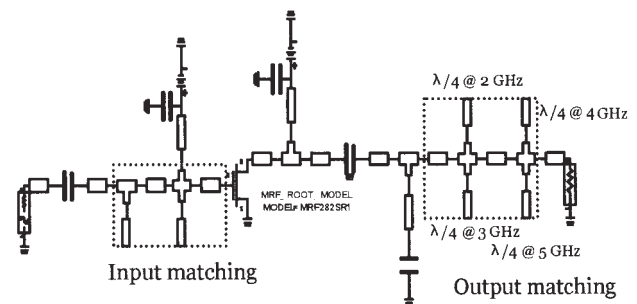 λ/4 @ 2 GHz
λ/4 @ 4 GHz
MRF_ROOT_MODEL
MODEL= MRF282SR1
λ/4 @ 3 GHz
λ/4 @ 5 GHz
Input matching
Output matching